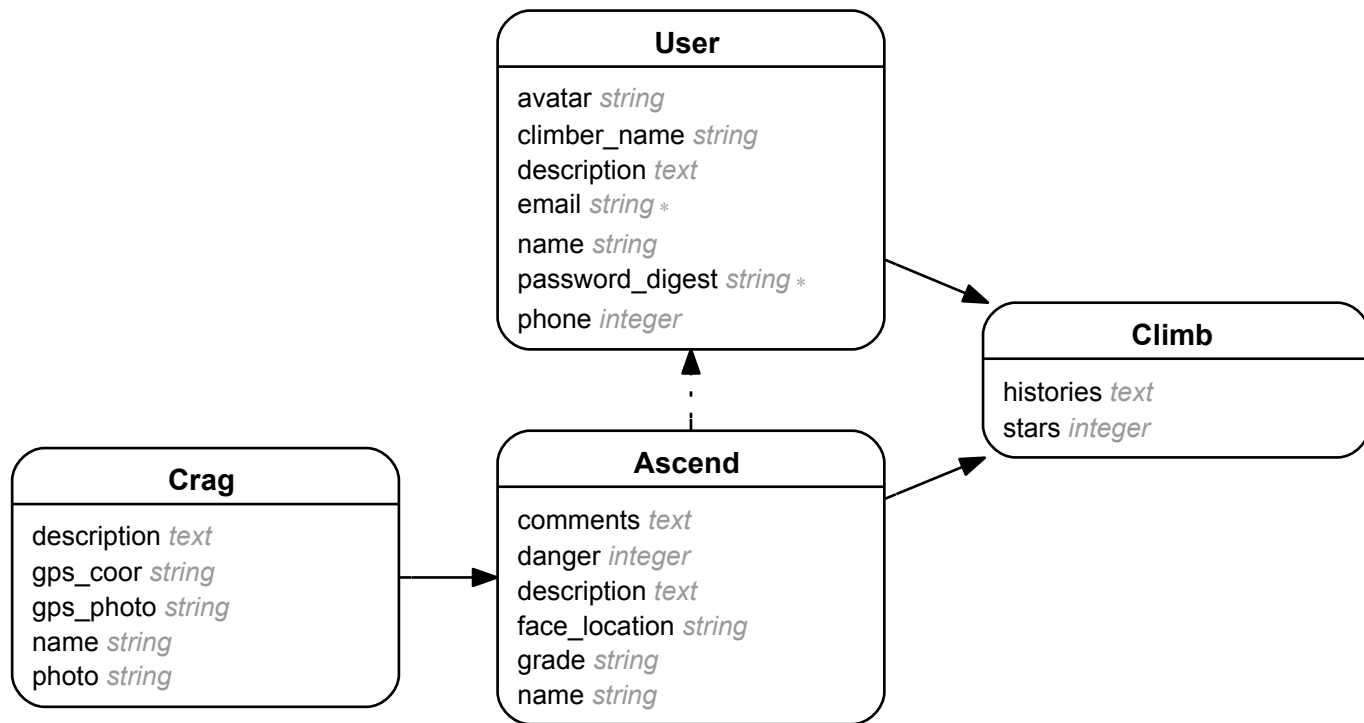 User
avatar string
climber_name string
description text
email string *
name string
password_digest string *
phone integer
Climb
histories text
stars integer
Ascend
comments text
danger integer
description text
face_location string
grade string
name string
Crag
description text
gps_coor string
gps_photo string
name string
photo string